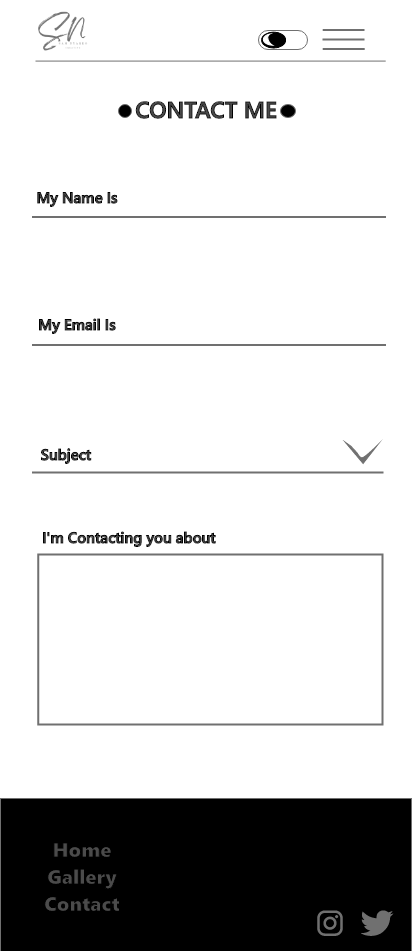 SN
CONTACT ME
My Name Is
My Email Is
Subject
I'm Contacting you about
Home
Gallery
Contact